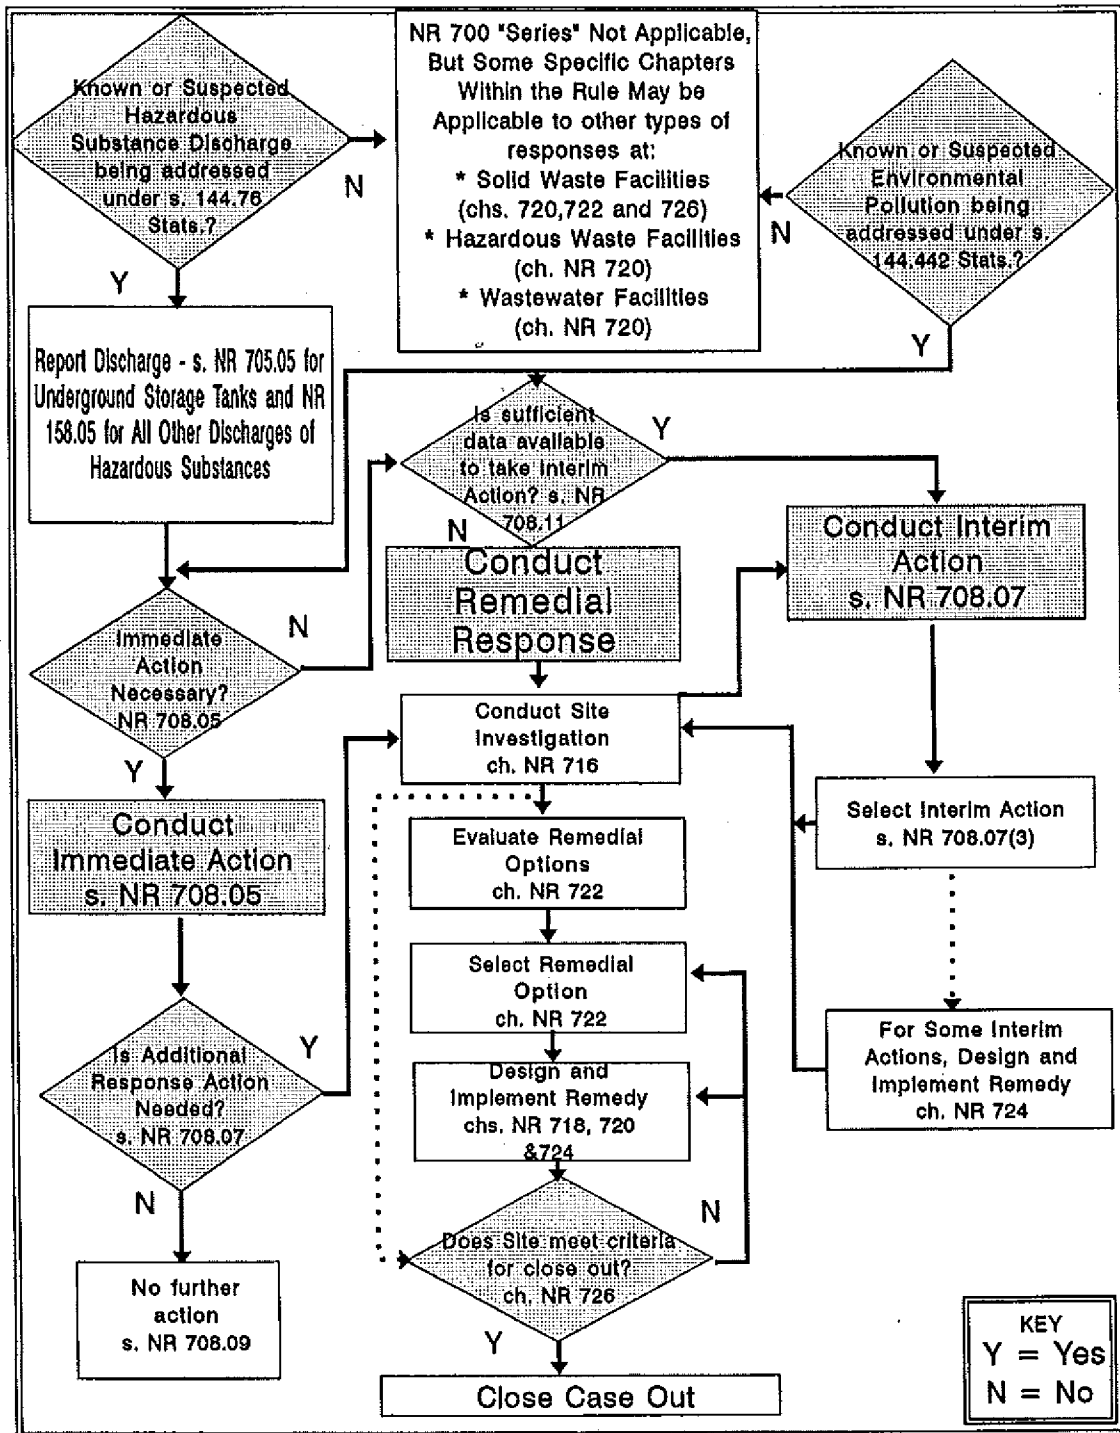 Known or Suspected
Hazardous
Substance Discharge
being addressed
under s. 144.76
Stats.?
N
Y
NR 700 "Series" Not Applicable,
But Some Specific Chapters
Within the Rule May be
Applicable to other types of
responses at:
* Solid Waste Facilities
(chs. 720,722 and 726)
* Hazardous Waste Facilities
(ch. NR 720)
* Wastewater Facilities
(ch. NR 720)
Known or Suspected
Environmental
Pollution being
addressed under s.
144.442 Stats.?
N
Y
Report Discharge - s. NR 705.05 for
Underground Storage Tanks and NR
158.05 for All Other Discharges of
Hazardous Substances
Is sufficient
data available
to take Interim
Action? s. NR
708.11
Y
N
Conduct Interim
Action
s. NR 708.07
Conduct
Remedial
Response
Immediate
Action
Necessary?
NR 708.05
N
Y
Conduct Site
Investigation
ch. NR 716
Conduct
Immediate Action
s. NR 708.05
Evaluate Remedial
Options
ch. NR 722
Select Interim Action
s. NR 708.07(3)
Select Remedial
Option
ch. NR 722
For Some Interim
Actions, Design and
Implement Remedy
ch. NR 724
Is Additional
Response Action
Needed?
s. NR 708.07
Y
N
Design and
Implement Remedy
chs. NR 718, 720
&724
Does Site meet criteria
for close out?
ch. NR 726
N
Y
No further
action
s. NR 708.09
Close Case Out
KEY
Y = Yes
N = No